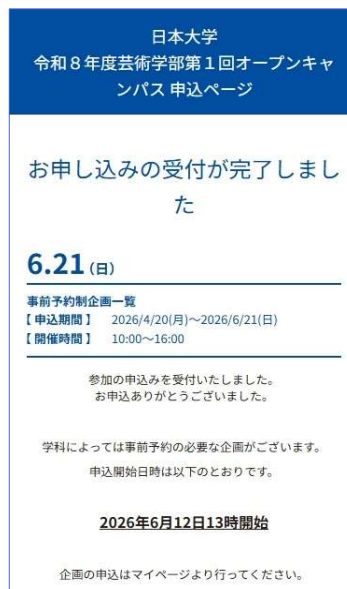 日本大学
令和８年度芸術学部第１回オープンキャ
ンパス 申込ページ
お申し込みの受付が完了しまし
た
6.21(日)
事前予約制企画一覧
【 申込期間 】 2026/4/20(月)～2026/6/21(日)
【 開催時間 】 10:00～16:00
参加の申込みを受付いたしました。
お申込ありがとうございました。
学科によっては事前予約の必要な企画がございます。
申込開始日時は以下のとおりです。
2026年6月12日13時開始
企画の申込はマイページより行ってください。